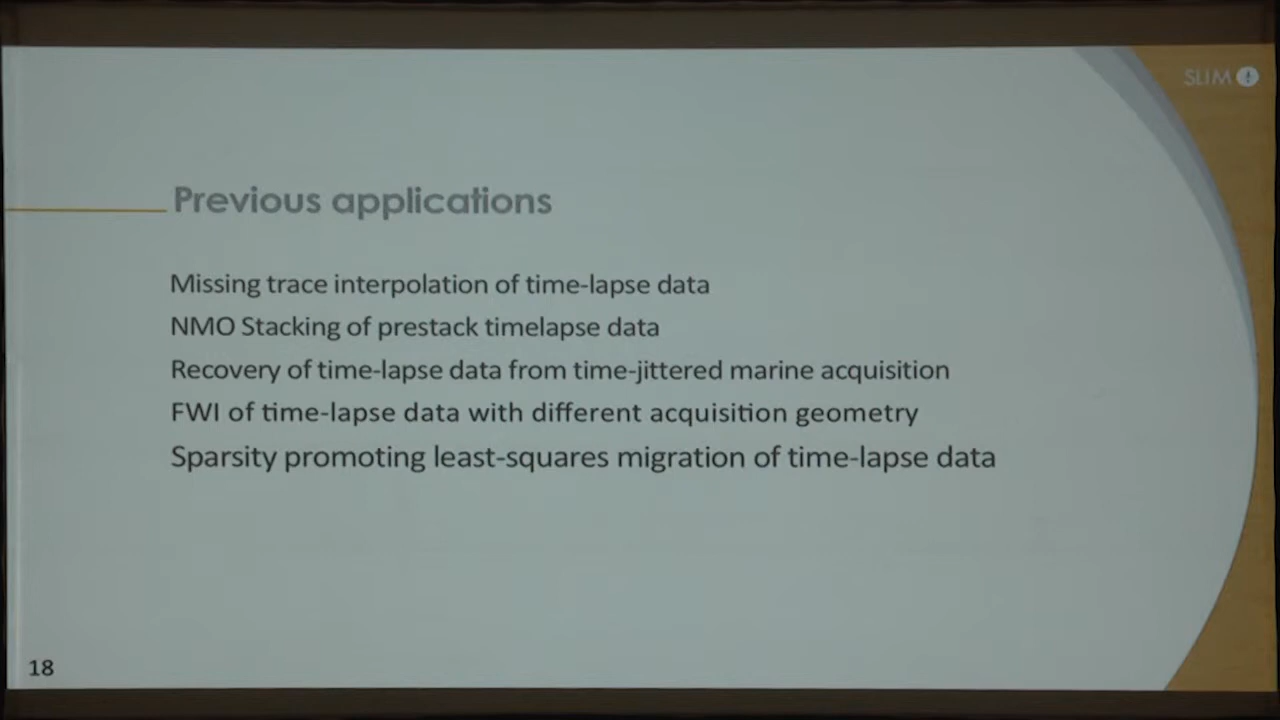 SLIM
Previous applications
Missing trace interpolation of time-lapse data
NMO Stacking of prestack timelapse data
Recovery of time-lapse data from time-jittered marine acquisition
FWI of time-lapse data with different acquisition geometry
Sparsity promoting least-squares migration of time-lapse data
18